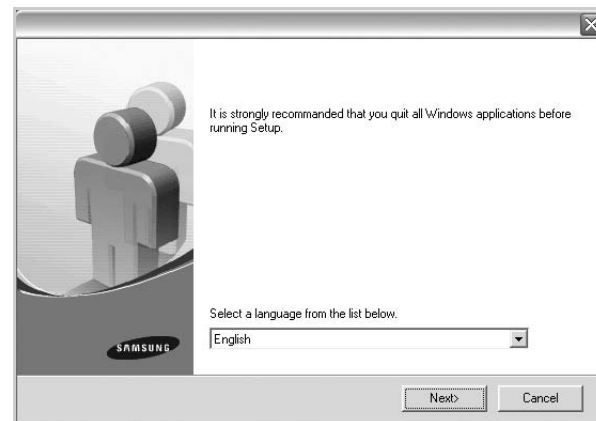 It is strongly recommanded that you quit all Windows applications before
running Setup.
Select a language from the list below.
English
SAMSUNG
Next>
Cancel